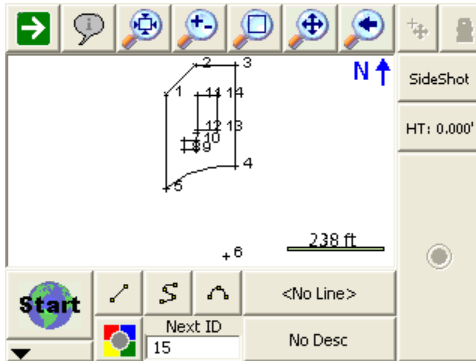 2 3
N
1 11 14
SideShot
12 13
10
8 9
HT: 0.000'
4
5
6
238 ft
Start
<No Line>
Next ID
15
No Desc